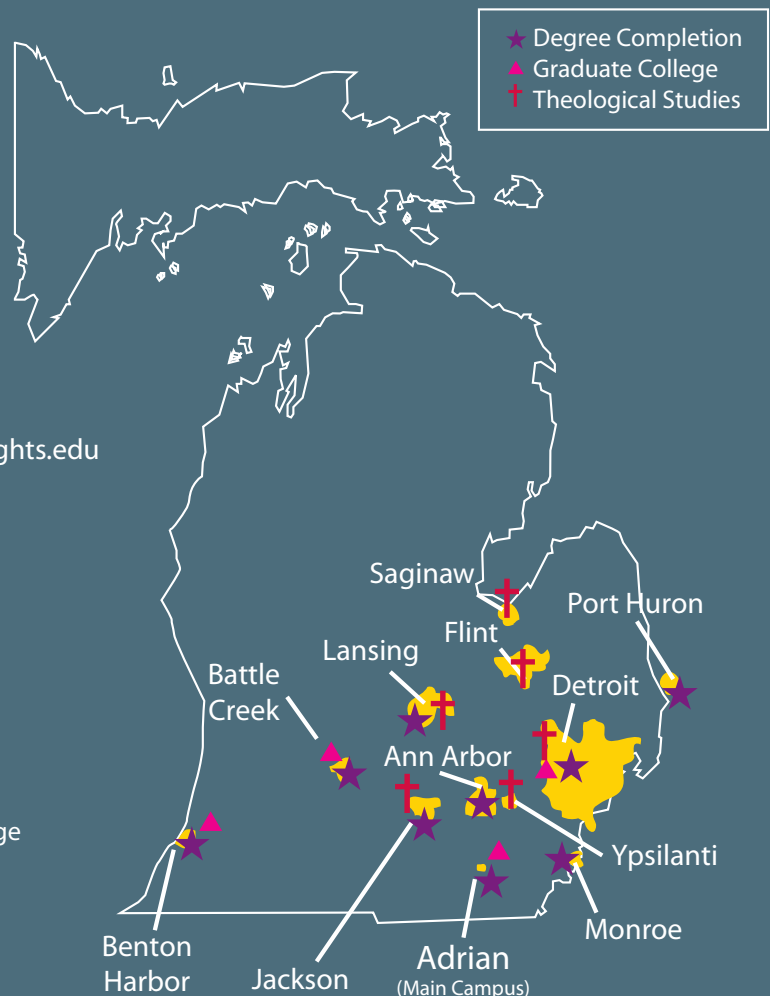 Degree Completion
Graduate College
Theological Studies
ghts.edu
Saginaw
Port Huron
Flint
Lansing
Detroit
Battle
Creek
Ann Arbor
ge
Ypsilanti
Monroe
Benton
Harbor
Jackson
Adrian
(Main Campus)